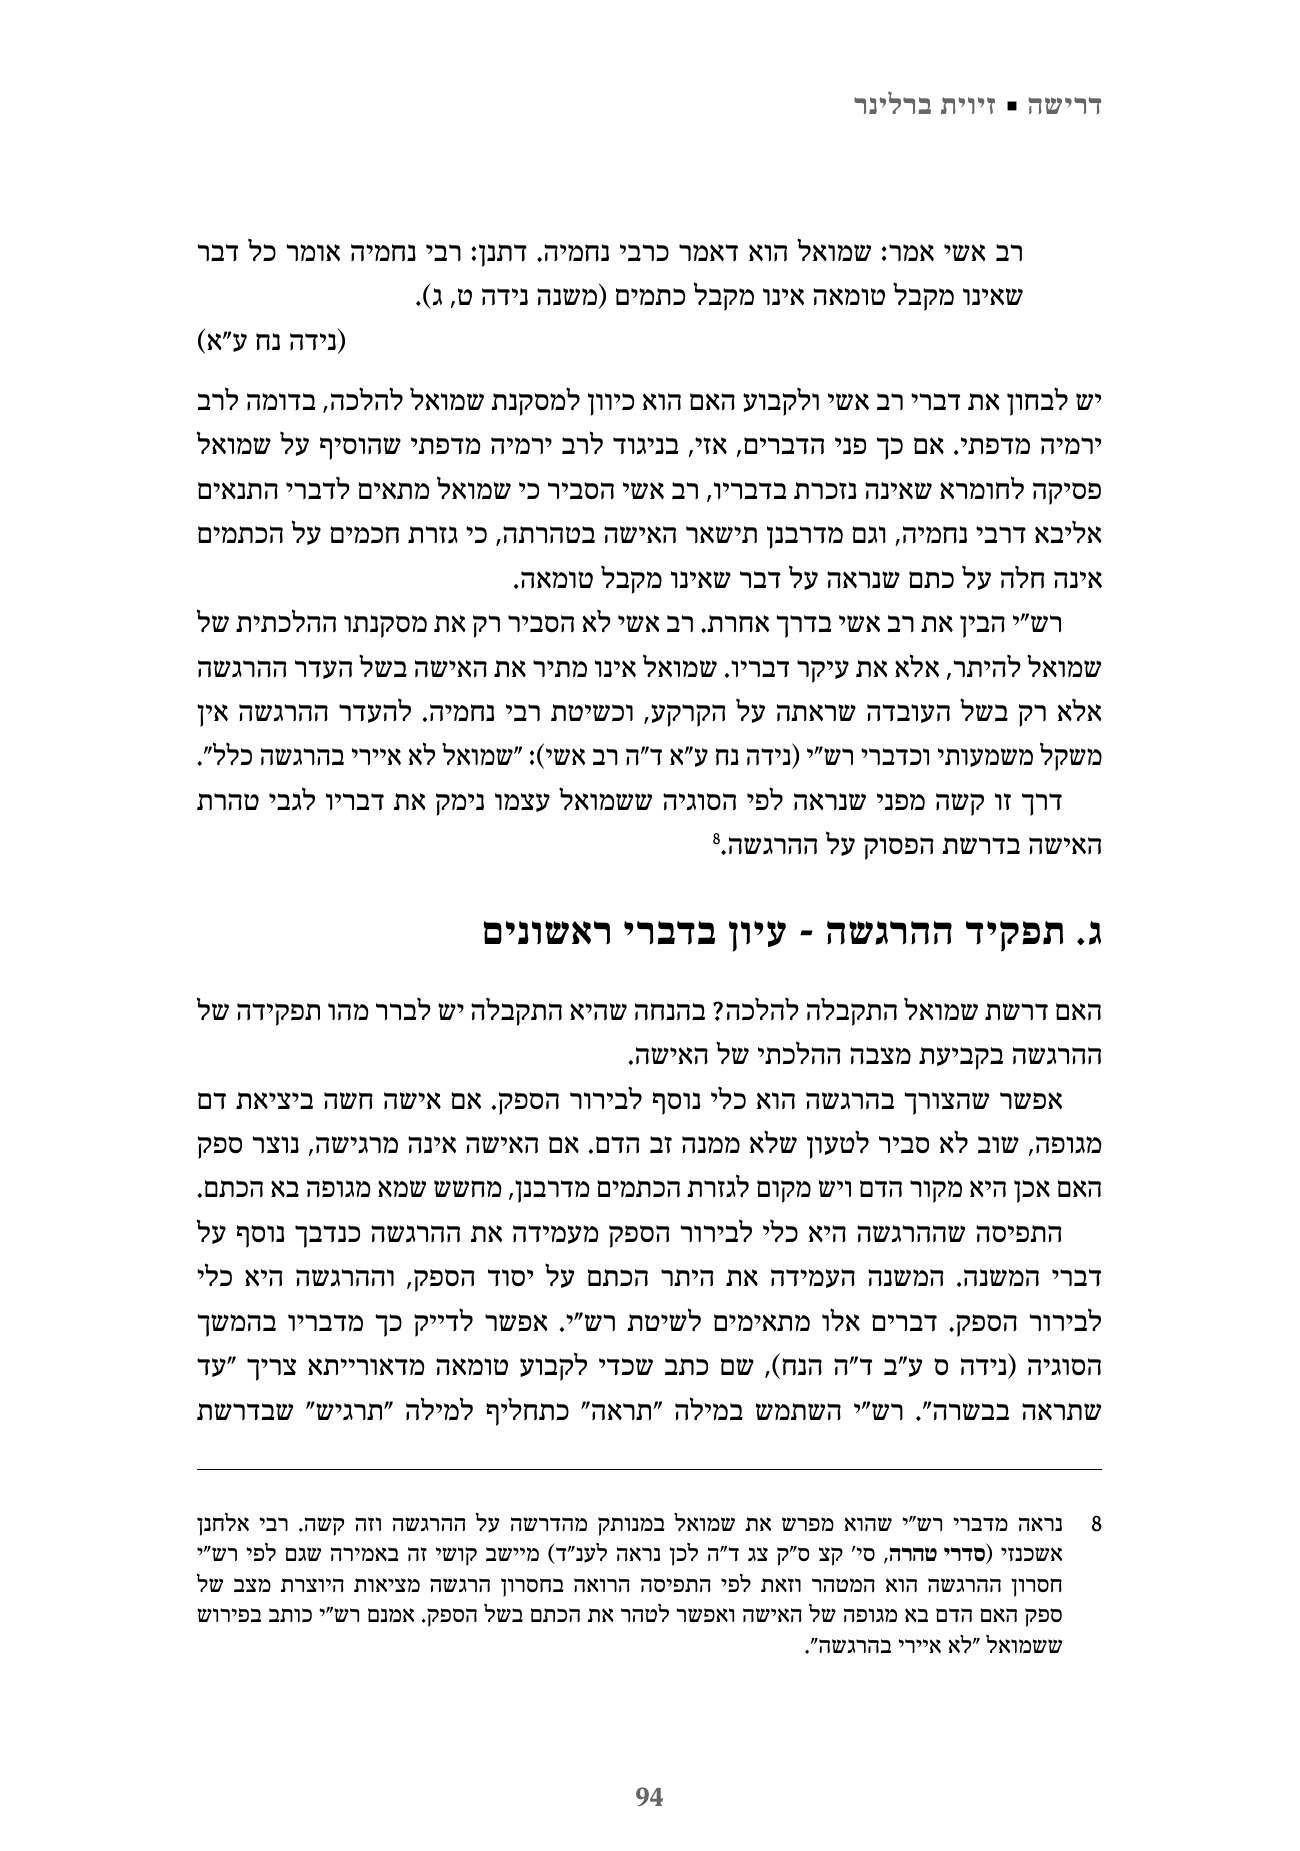 דרישה ▪ זיוית ברלינר
רב אשי אמר: שמואל הוא דאמר כרבי נחמיה. דתנן: רבי נחמיה אומר כל דבר
שאינו מקבל טומאה אינו מקבל כתמים (משנה נידה ט, ג).
(נידה נח ע״א)
יש לבחון את דברי רב אשי ולקבוע האם הוא כיוון למסקנת שמואל להלכה, בדומה לרב
ירמיה מדפתי. אם כך פני הדברים, אזי, בניגוד לרב ירמיה מדפתי שהוסיף על שמואל
פסיקה לחומרא שאינה נזכרת בדבריו, רב אשי הסביר כי שמואל מתאים לדברי התנאים
אליבא דרבי נחמיה, וגם מדרבנן תישאר האישה בטהרתה, כי גזרת חכמים על הכתמים
אינה חלה על כתם שנראה על דבר שאינו מקבל טומאה.
רש״י הבין את רב אשי בדרך אחרת. רב אשי לא הסביר רק את מסקנתו ההלכתית של
שמואל להיתר, אלא את עיקר דבריו. שמואל אינו מתיר את האישה בשל העדר ההרגשה
אלא רק בשל העובדה שראתה על הקרקע, וכשיטת רבי נחמיה. להעדר ההרגשה אין
משקל משמעותי וכדברי רש״י (נידה נח ע״א ד״ה רב אשי): ״שמואל לא איירי בהרגשה כלל״.
דרך זו קשה מפני שנראה לפי הסוגיה ששמואל עצמו נימק את דבריו לגבי טהרת
האישה בדרשת הפסוק על ההרגשה.8
ג. תפקיד ההרגשה - עיון בדברי ראשונים
האם דרשת שמואל התקבלה להלכה? בהנחה שהיא התקבלה יש לברר מהו תפקידה של
ההרגשה בקביעת מצבה ההלכתי של האישה.
אפשר שהצורך בהרגשה הוא כלי נוסף לבירור הספק. אם אישה חשה ביציאת דם
מגופה, שוב לא סביר לטעון שלא ממנה זב הדם. אם האישה אינה מרגישה, נוצר ספק
האם אכן היא מקור הדם ויש מקום לגזרת הכתמים מדרבנן, מחשש שמא מגופה בא הכתם.
התפיסה שההרגשה היא כלי לבירור הספק מעמידה את ההרגשה כנדבך נוסף על
דברי המשנה. המשנה העמידה את היתר הכתם על יסוד הספק, וההרגשה היא כלי
לבירור הספק. דברים אלו מתאימים לשיטת רש״י. אפשר לדייק כך מדבריו בהמשך
הסוגיה (נידה ס ע״ב ד״ה הנח), שם כתב שכדי לקבוע טומאה מדאורייתא צריך ״עד
שתראה בבשרה״. רש״י השתמש במילה ״תראה״ כתחליף למילה ״תרגיש״ שבדרשת
8 נראה מדברי רש״י שהוא מפרש את שמואל במנותק מהדרשה על ההרגשה וזה קשה. רבי אלחנן
אשכנזי (סדרי טהרה, סי׳ קצ ס״ק צג ד״ה לכן נראה לענ״ד) מיישב קושי זה באמירה שגם לפי רש״י
חסרון ההרגשה הוא המטהר וזאת לפי התפיסה הרואה בחסרון הרגשה מציאות היוצרת מצב של
ספק האם הדם בא מגופה של האישה ואפשר לטהר את הכתם בשל הספק. אמנם רש״י כותב בפירוש
ששמואל ״לא איירי בהרגשה״.
94